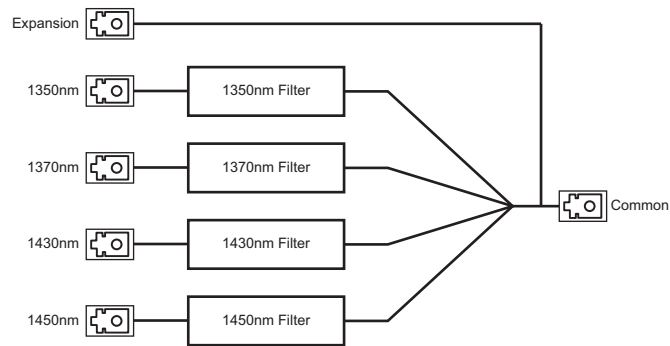 Expansion
1350nm
1350nm Filter
1370nm
1370nm Filter
Common
1430nm
1430nm Filter
1450nm
1450nm Filter